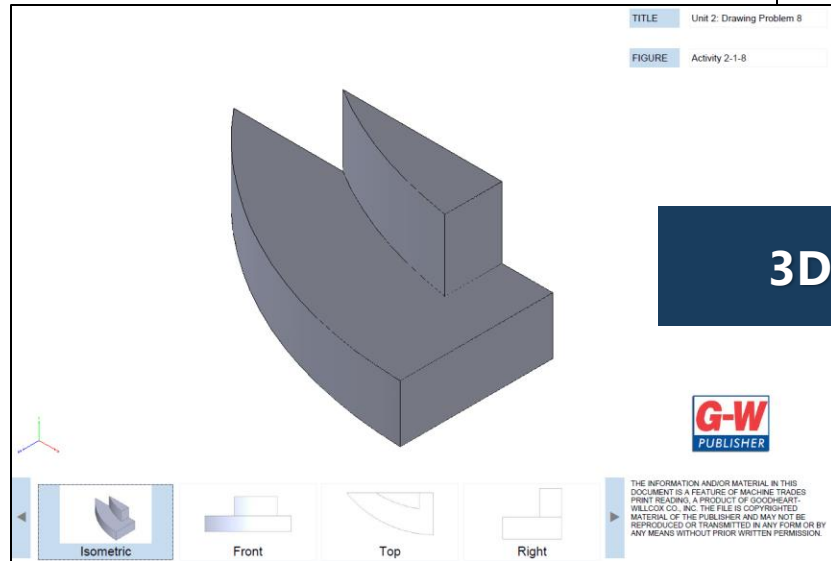 TITLE Unit 2: Drawing Problem 8
FIGURE Activity 2-1-8
3D
G-W
PUBLISHER
THE INFORMATION AND/OR MATERIAL IN THIS
DOCUMENT IS A FEATURE OF MACHINE TRADES
PRINT READING, A PRODUCT OF GOODHEART-
WILLCOX CO., INC. THE FILE IS COPYRIGHTED
MATERIAL OF THE PUBLISHER AND MAY NOT BE
REPRODUCED OR TRANSMITTED IN ANY FORM OR BY
ANY MEANS WITHOUT PRIOR WRITTEN PERMISSION.
Isometric
Front
Top
Right